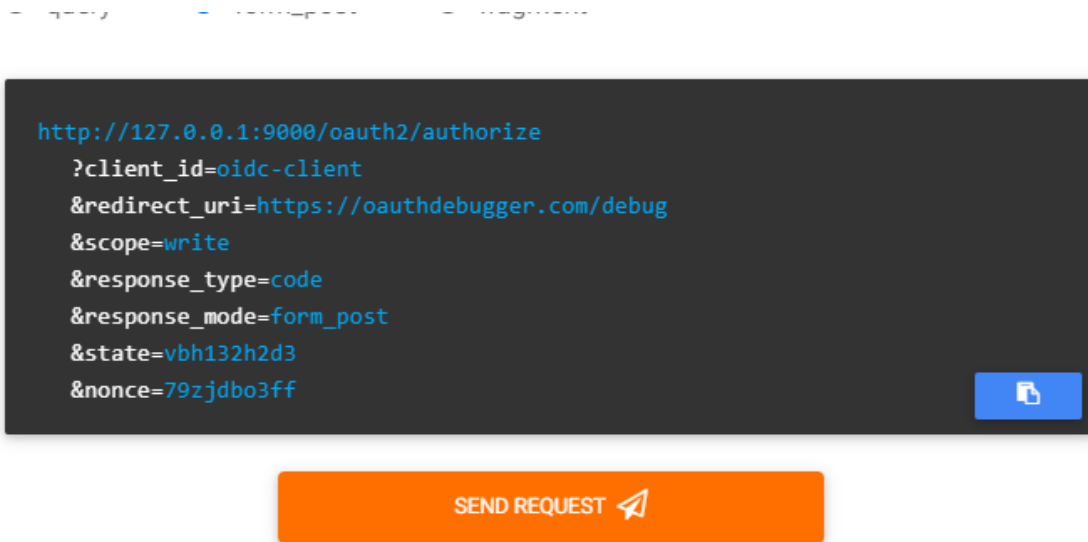 http://127.0.0.1:9000/oauth2/authorize
?client_id=oidc-client
&redirect_uri=https://oauthdebugger.com/debug
&scope=write
&response_type=code
&response_mode=form_post
&state=vbh132h2d3
&nonce=79zjdbo3ff
SEND REQUEST